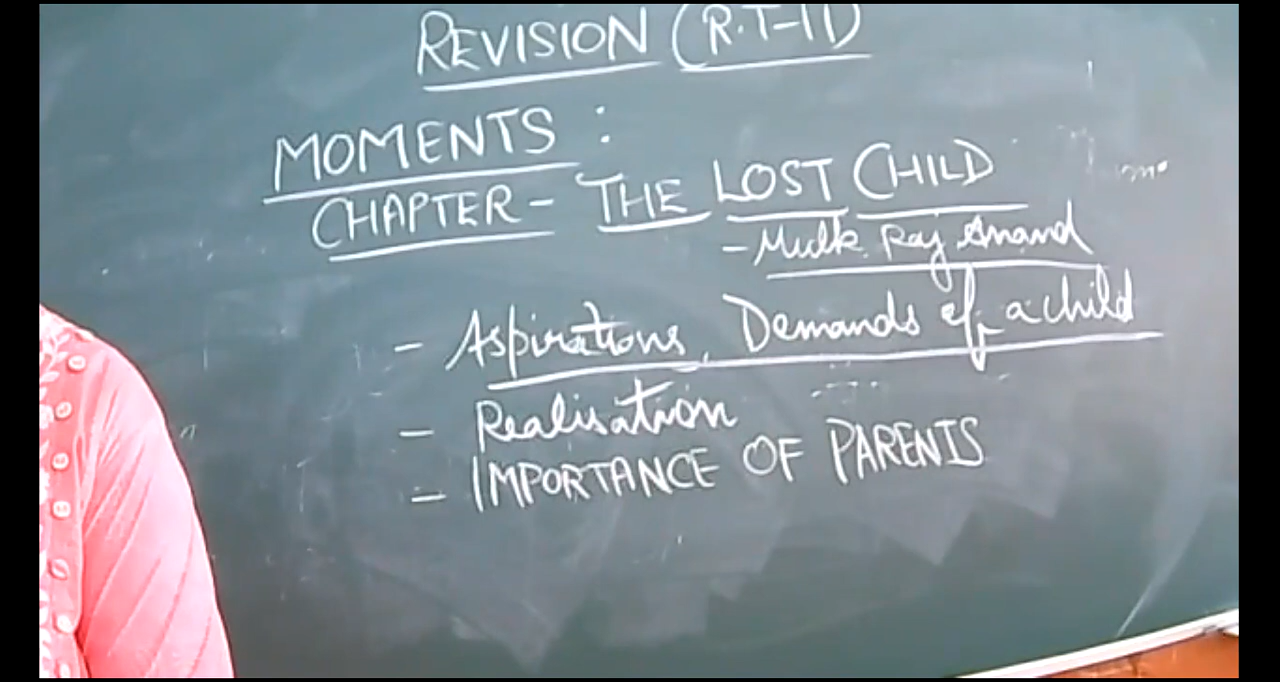 REVISION (R.T-II)
MOMENTS :
CHAPTER - THE LOST CHILD
- Mulk Raj Anand
- Aspirations, Demands of a child
- Realisation
- IMPORTANCE OF PARENTS